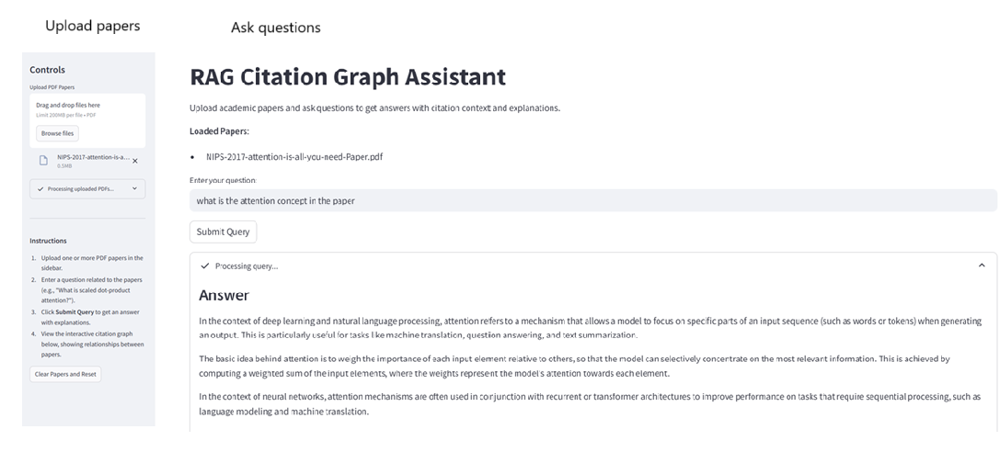 Upload papers
Ask questions
Controls
Upload PDF Papers
Drag and drop files here
Limit 200MB per file • PDF
Browse files
NIPS-2017-attention-is-a...
0.5MB
Processing uploaded PDFs...
Instructions
1. Upload one or more PDF papers in the
sidebar.
2. Enter a question related to the papers
(e.g., "What is scaled dot-product
attention?").
3. Click Submit Query to get an answer
with explanations.
4. View the interactive citation graph
below, showing relationships between
papers.
Clear Papers and Reset
RAG Citation Graph Assistant
Upload academic papers and ask questions to get answers with citation context and explanations.
Loaded Papers:
• NIPS-2017-attention-is-all-you-need-Paper.pdf
Enter your question:
what is the attention concept in the paper
Submit Query
Processing query...
Answer
In the context of deep learning and natural language processing, attention refers to a mechanism that allows a model to focus on specific parts of an input sequence (such as words or tokens) when generating
an output. This is particularly useful for tasks like machine translation, question answering, and text summarization.
The basic idea behind attention is to weigh the importance of each input element relative to others, so that the model can selectively concentrate on the most relevant information. This is achieved by
computing a weighted sum of the input elements, where the weights represent the model's attention towards each element.
In the context of neural networks, attention mechanisms are often used in conjunction with recurrent or transformer architectures to improve performance on tasks that require sequential processing, such as
language modeling and machine translation.